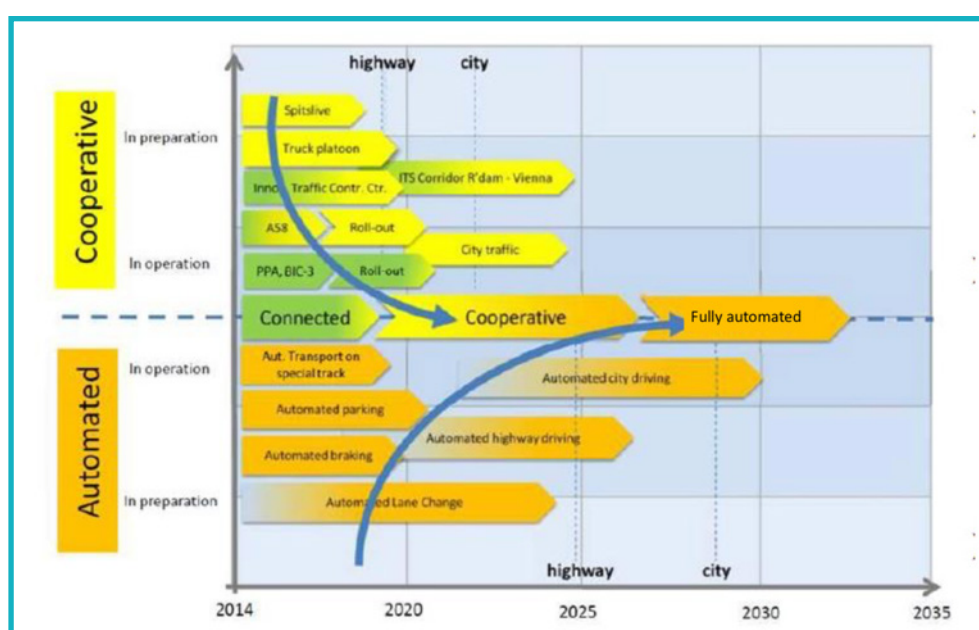 highway
city
Cooperative
In preparation
Spitslive
Truck platoon
ITS Corridor R'dam - Vienna
Traffic Contr. Ctr.
A58
Roll-out
City traffic
In operation
PPA, BIC-3
Roll-out
Connected
Cooperative
Fully automated
Automated
In operation
Aut. Transport on
special track
Automated city driving
Automated parking
Automated highway driving
Automated braking
In preparation
Automated Lane Change
highway
city
2014
2020
2025
2030
2035